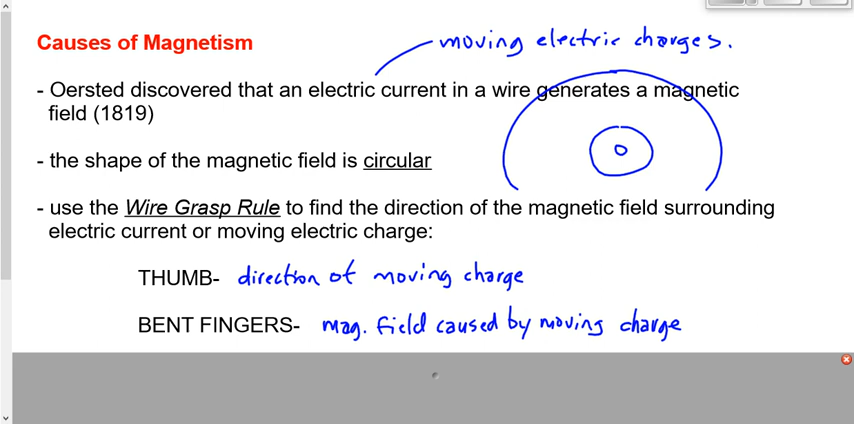 Causes of Magnetism
moving electric charges.
- Oersted discovered that an electric current in a wire generates a magnetic
field (1819)
- the shape of the magnetic field is circular
- use the Wire Grasp Rule to find the direction of the magnetic field surrounding
electric current or moving electric charge:
THUMB- direction of moving charge
BENT FINGERS- mag. field caused by moving charge